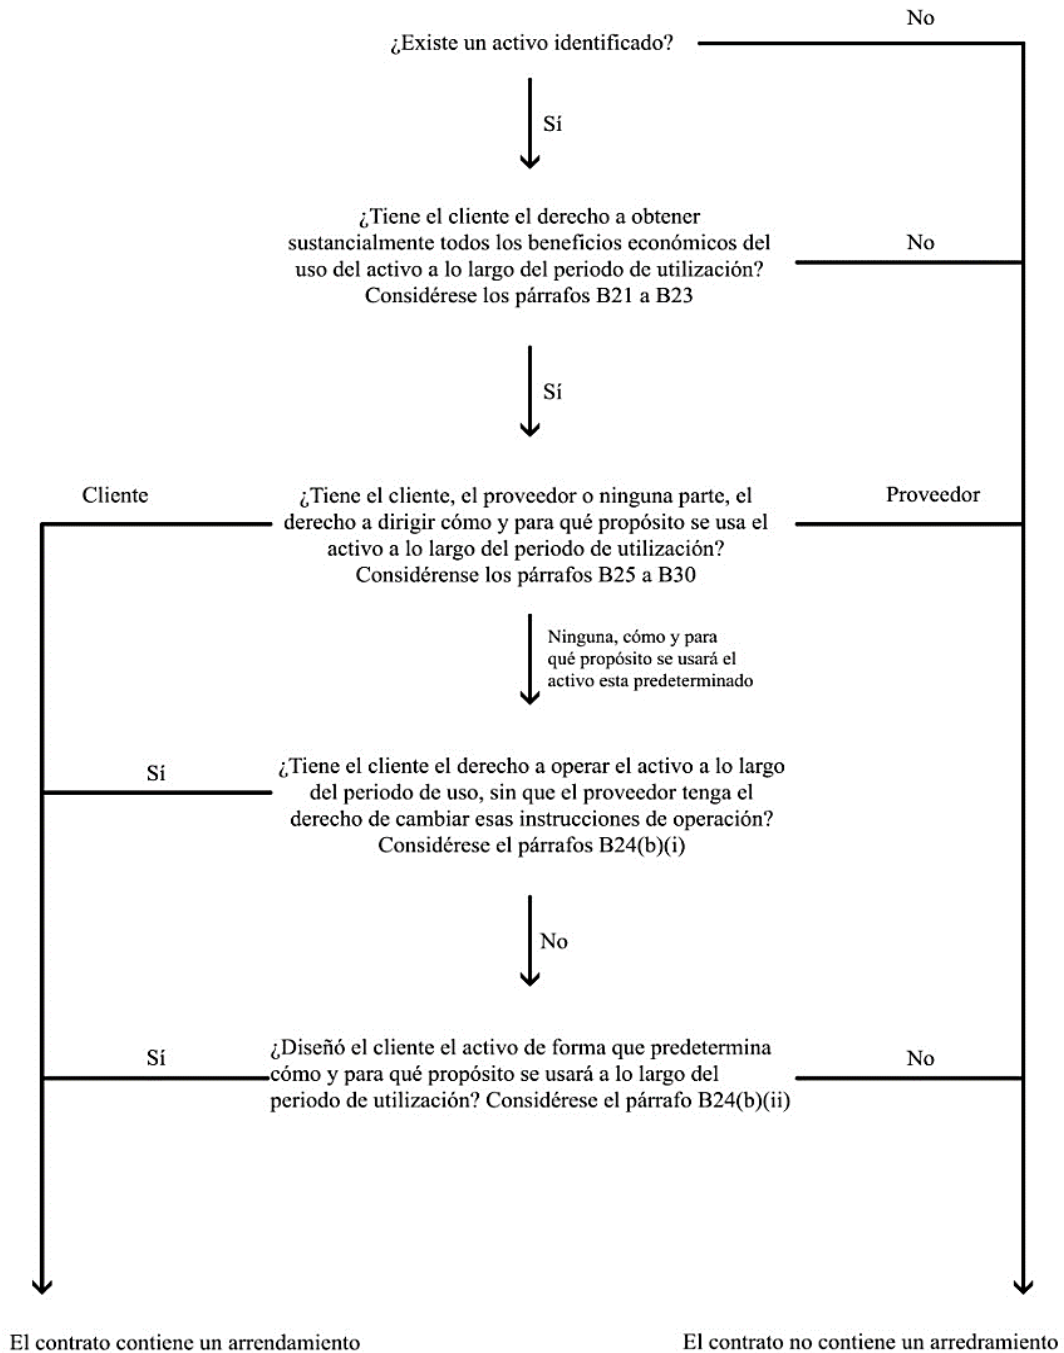 No
¿Existe un activo identificado?
Sí
¿Tiene el cliente el derecho a obtener
sustancialmente todos los beneficios económicos del
uso del activo a lo largo del periodo de utilización?
Considérese los párrafos B21 a B23
No
Sí
Cliente
¿Tiene el cliente, el proveedor o ninguna parte, el
derecho a dirigir cómo y para qué propósito se usa el
activo a lo largo del periodo de utilización?
Considérense los párrafos B25 a B30
Proveedor
Ninguna, cómo y para
qué propósito se usará el
activo esta predeterminado
Sí
¿Tiene el cliente el derecho a operar el activo a lo largo
del periodo de uso, sin que el proveedor tenga el
derecho de cambiar esas instrucciones de operación?
Considérese el párrafos B24(b)(i)
No
Sí
¿Diseñó el cliente el activo de forma que predetermina
cómo y para qué propósito se usará a lo largo del
periodo de utilización? Considérese el párrafo B24(b)(ii)
No
El contrato contiene un arrendamiento
El contrato no contiene un arredramiento